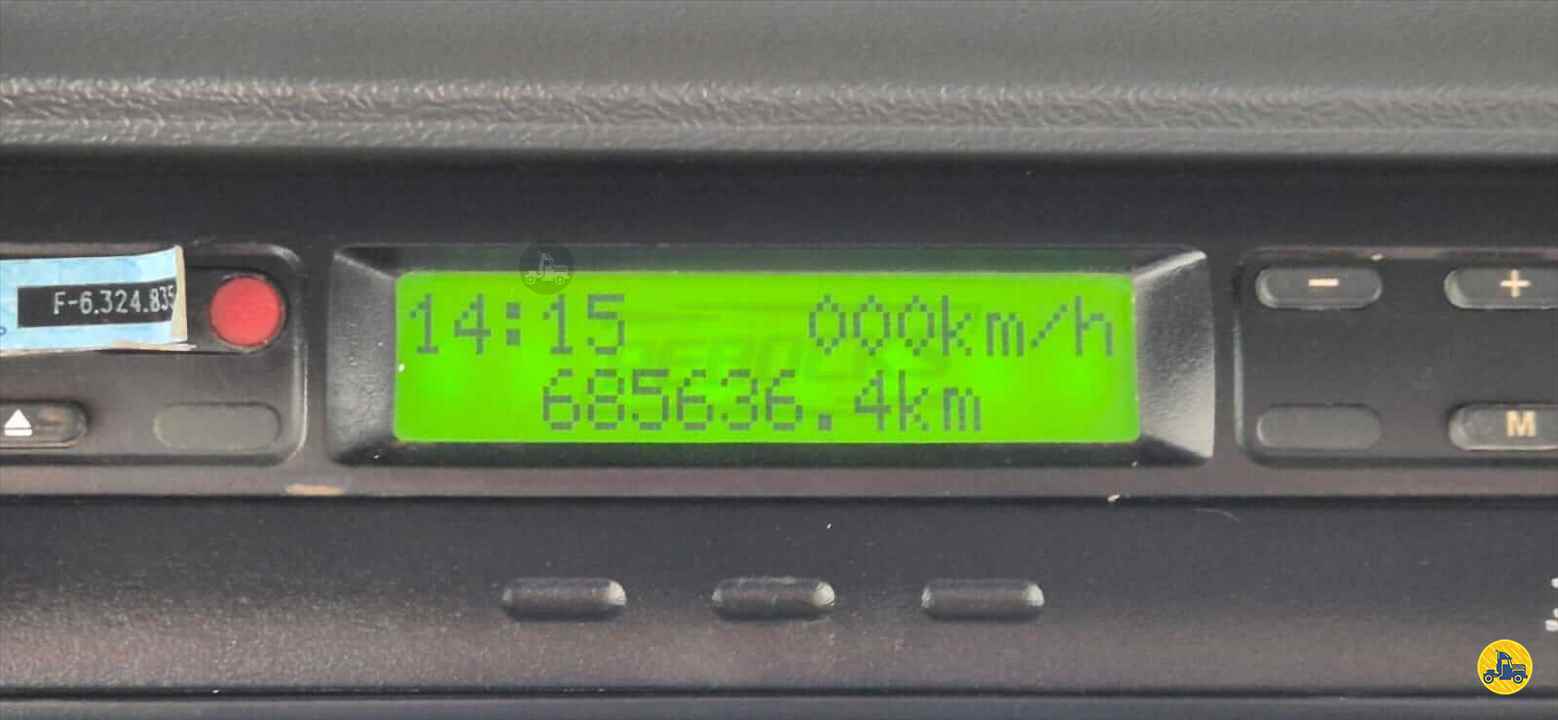 14:15 000km/h
685636.4km
F-6.324.835
- +
M